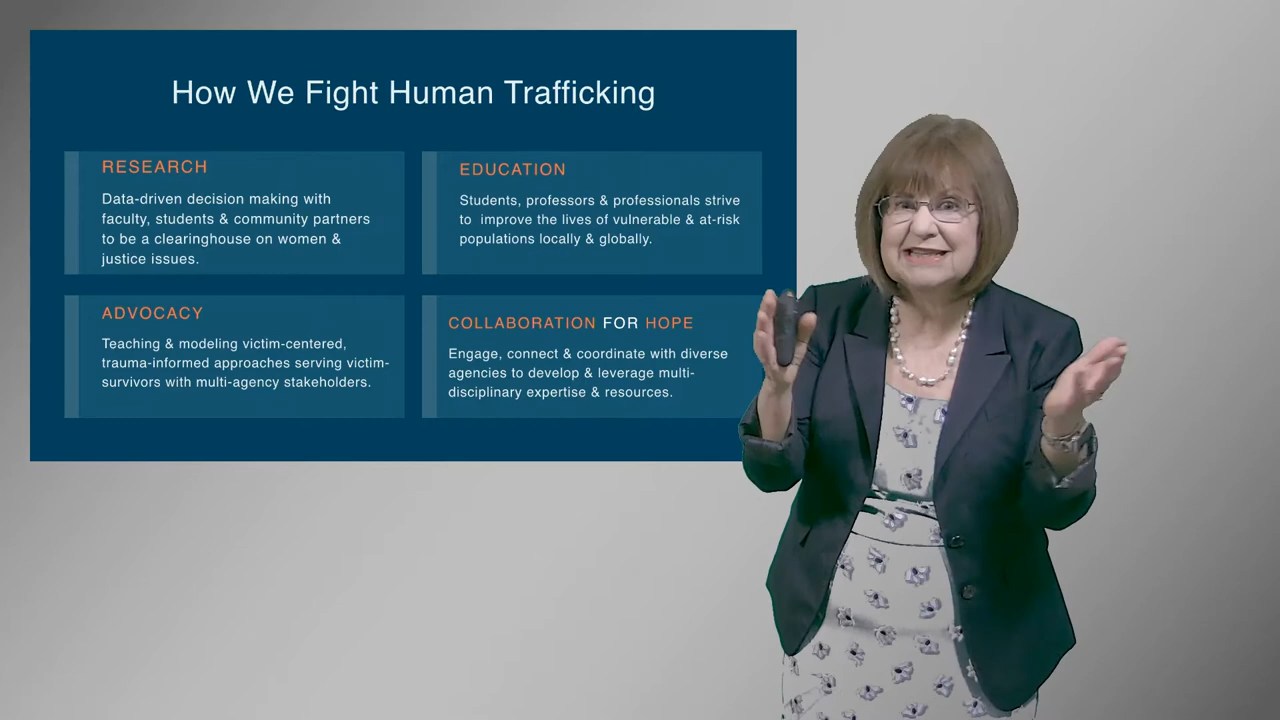 How We Fight Human Trafficking
RESEARCH
Data-driven decision making with
faculty, students & community partners
to be a clearinghouse on women &
justice issues.
EDUCATION
Students, professors & professionals strive
to improve the lives of vulnerable & at-risk
populations locally & globally.
ADVOCACY
Teaching & modeling victim-centered,
trauma-informed approaches serving victim-
survivors with multi-agency stakeholders.
COLLABORATION FOR HOPE
Engage, connect & coordinate with diverse
agencies to develop & leverage multi-
disciplinary expertise & resources.